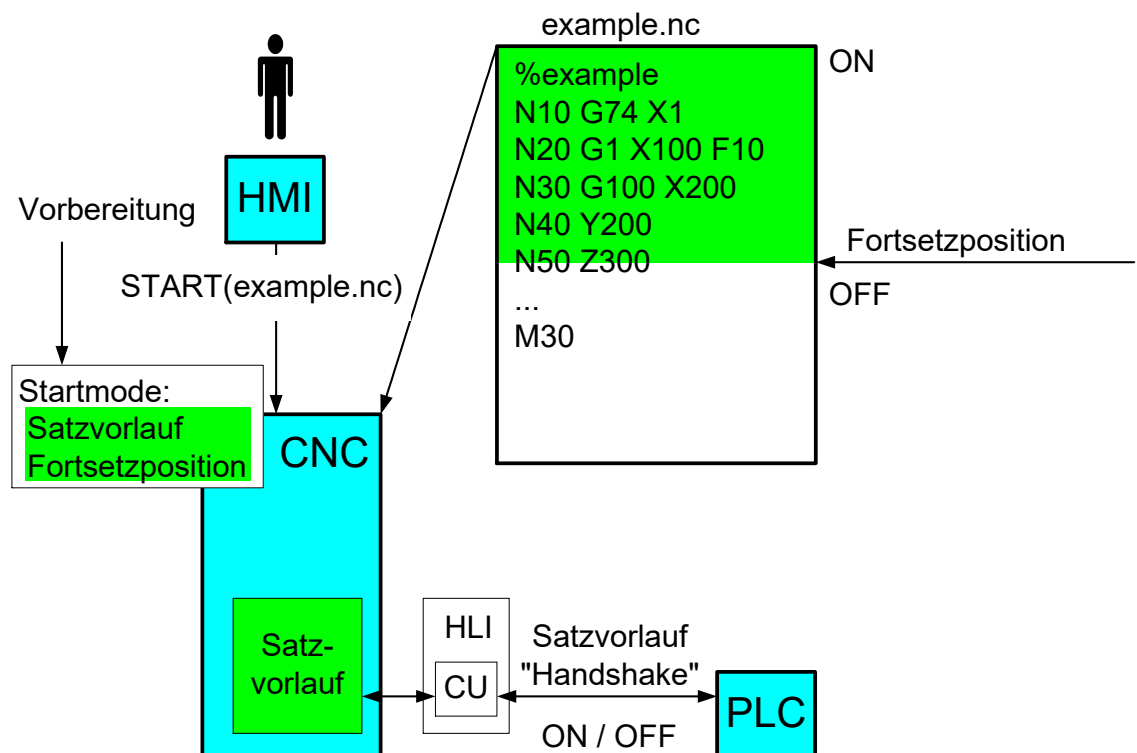 example.nc
ON
%example
N10 G74 X1
N20 G1 X100 F10
N30 G100 X200
N40 Y200
N50 Z300
...
M30
Fortsetzposition
OFF
HMI
Vorbereitung
START(example.nc)
Startmode:
Satzvorlauf
Fortsetzposition
CNC
Satz-
vorlauf
HLI
CU
Satzvorlauf
"Handshake"
ON / OFF
PLC